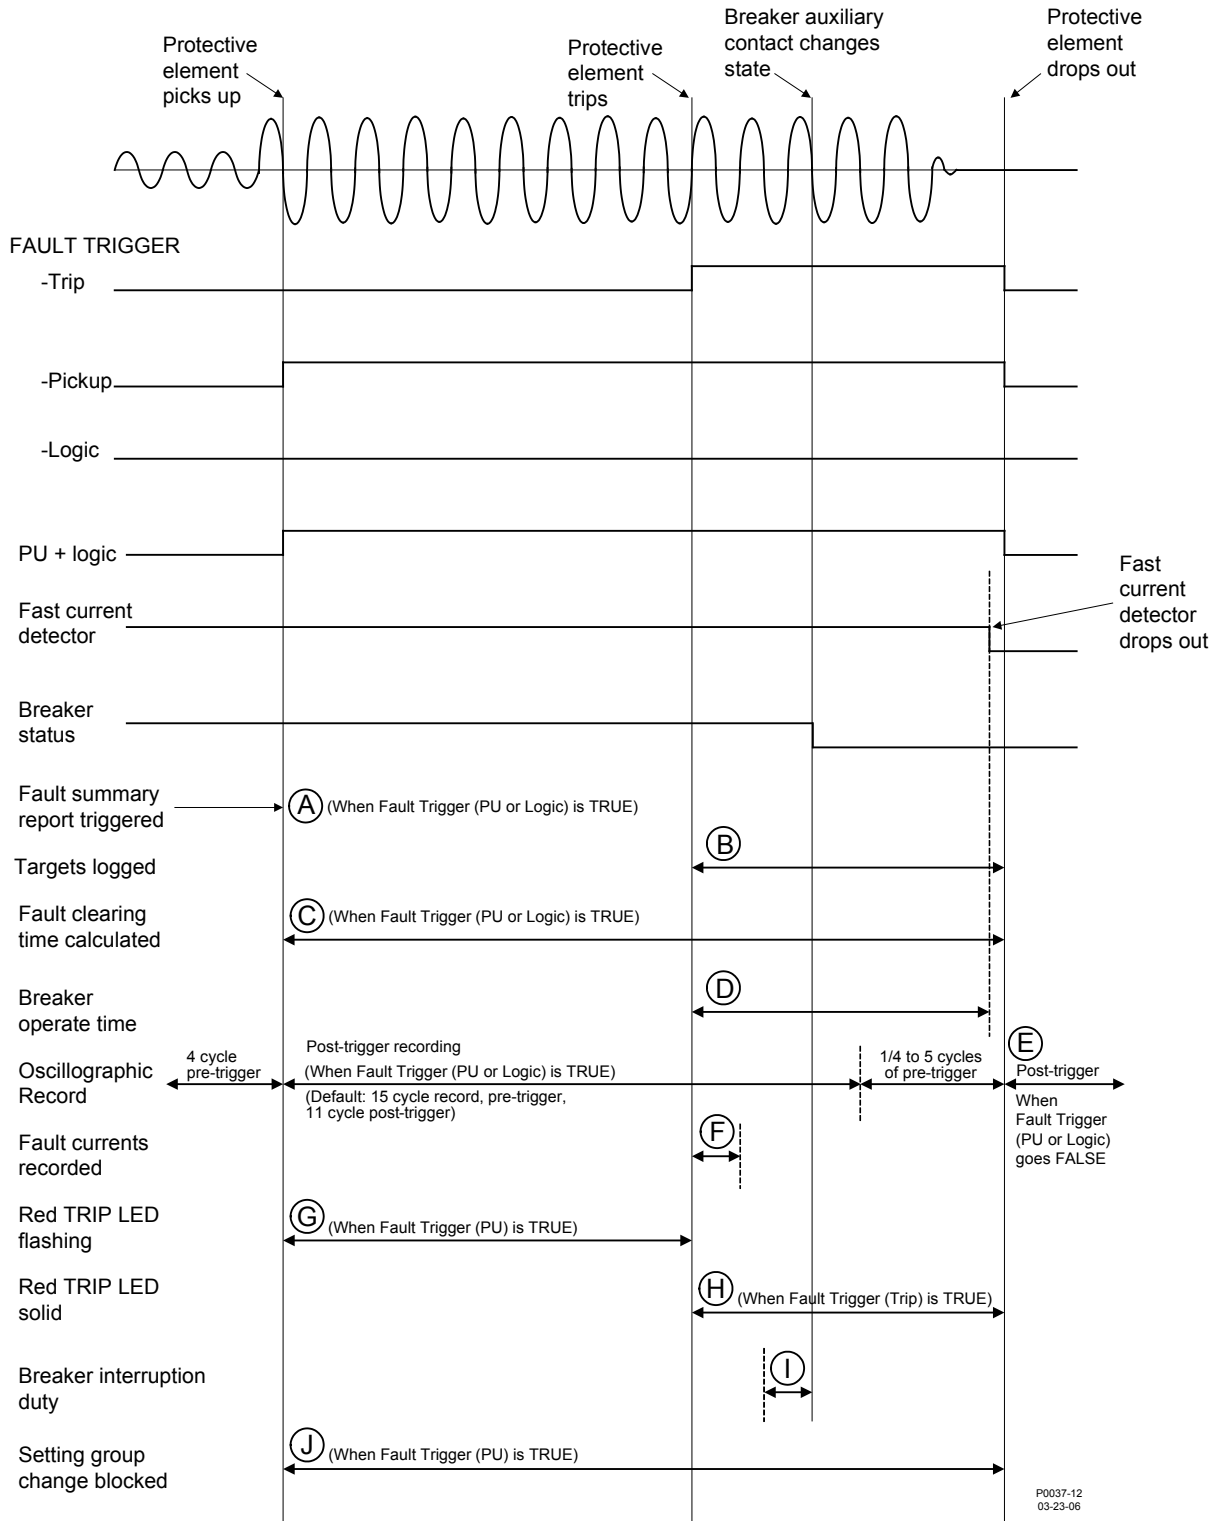 Protective
element
picks up
Protective
element
trips
Breaker auxiliary
contact changes
state
Protective
element
drops out
FAULT TRIGGER
-Trip
-Pickup
-Logic
PU + logic
Fast current
detector
Fast
current
detector
drops out
Breaker
status
Fault summary
report triggered
A (When Fault Trigger (PU or Logic) is TRUE)
Targets logged
B
Fault clearing
time calculated
C (When Fault Trigger (PU or Logic) is TRUE)
Breaker
operate time
D
Oscillographic
Record
4 cycle
pre-trigger
Post-trigger recording
(When Fault Trigger (PU or Logic) is TRUE)
(Default: 15 cycle record, pre-trigger,
11 cycle post-trigger)
1/4 to 5 cycles
of pre-trigger
E
Post-trigger
When
Fault Trigger
(PU or Logic)
goes FALSE
Fault currents
recorded
F
Red TRIP LED
flashing
G (When Fault Trigger (PU) is TRUE)
Red TRIP LED
solid
H (When Fault Trigger (Trip) is TRUE)
Breaker interruption
duty
I
Setting group
change blocked
J (When Fault Trigger (PU) is TRUE)
P0037-12
03-23-06